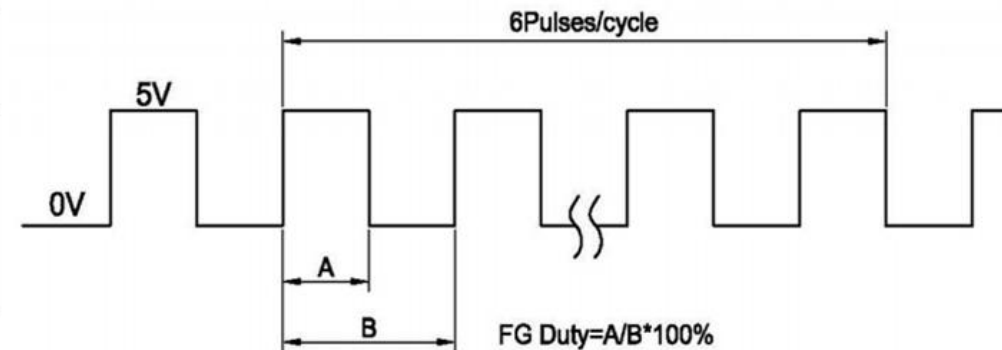 6Pulses/cycle
5V
0V
A
B
FG Duty=A/B*100%